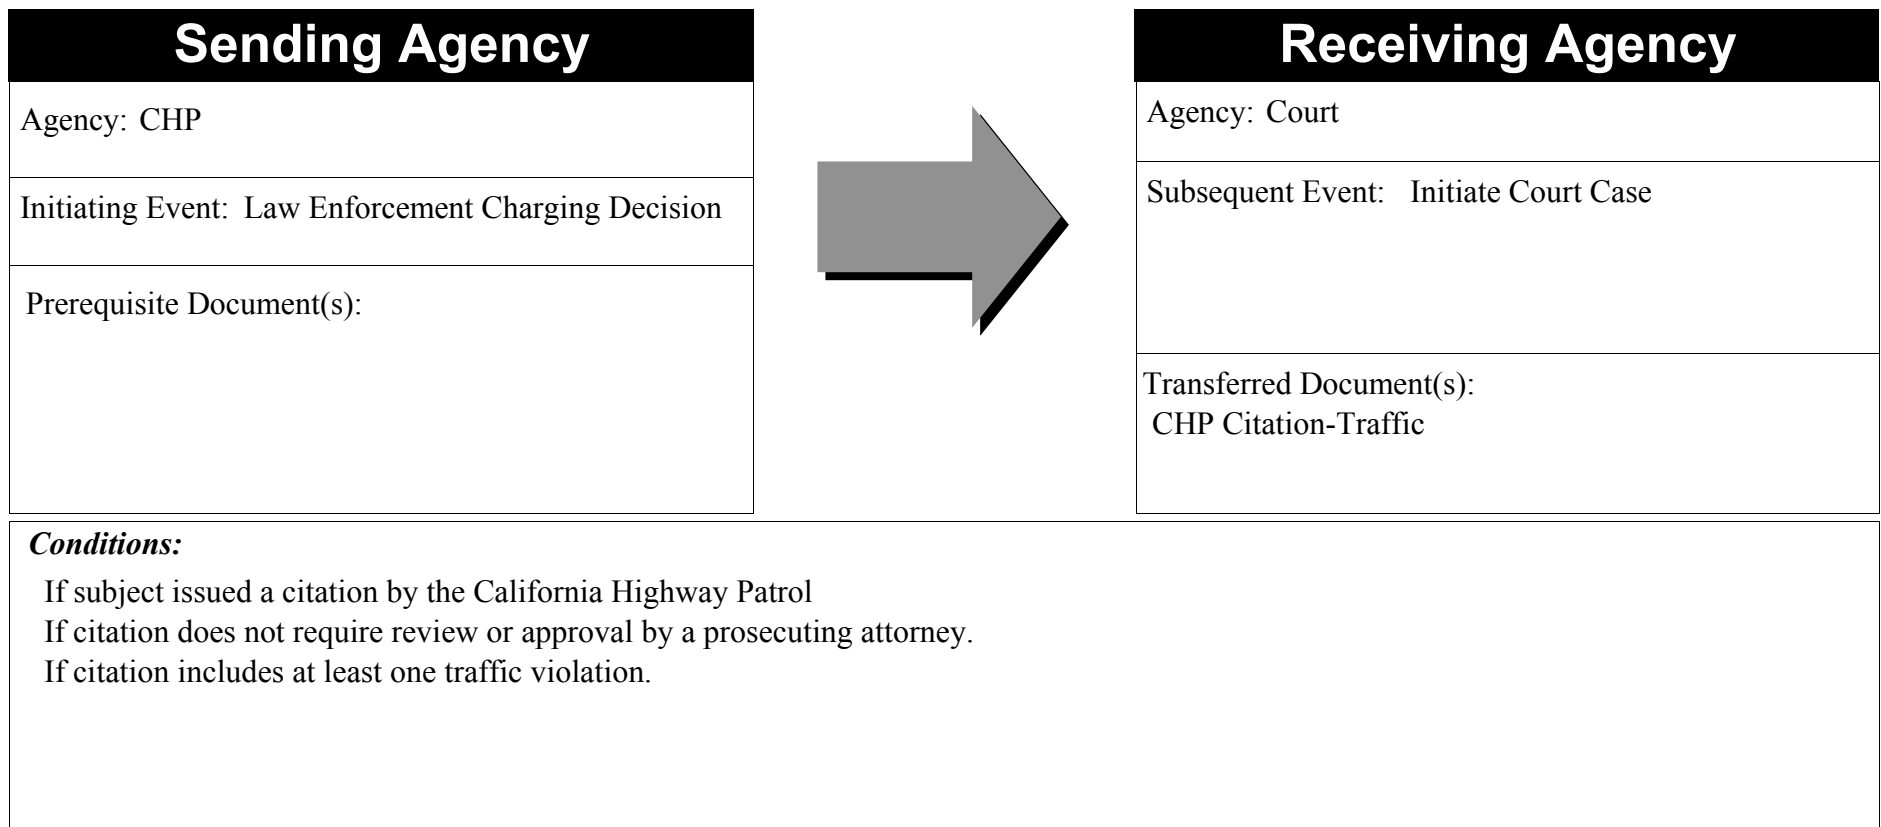 Sending Agency
Agency: CHP
Initiating Event: Law Enforcement Charging Decision
Prerequisite Document(s):
Receiving Agency
Agency: Court
Subsequent Event: Initiate Court Case
Transferred Document(s):
CHP Citation-Traffic
Conditions:
If subject issued a citation by the California Highway Patrol
If citation does not require review or approval by a prosecuting attorney.
If citation includes at least one traffic violation.